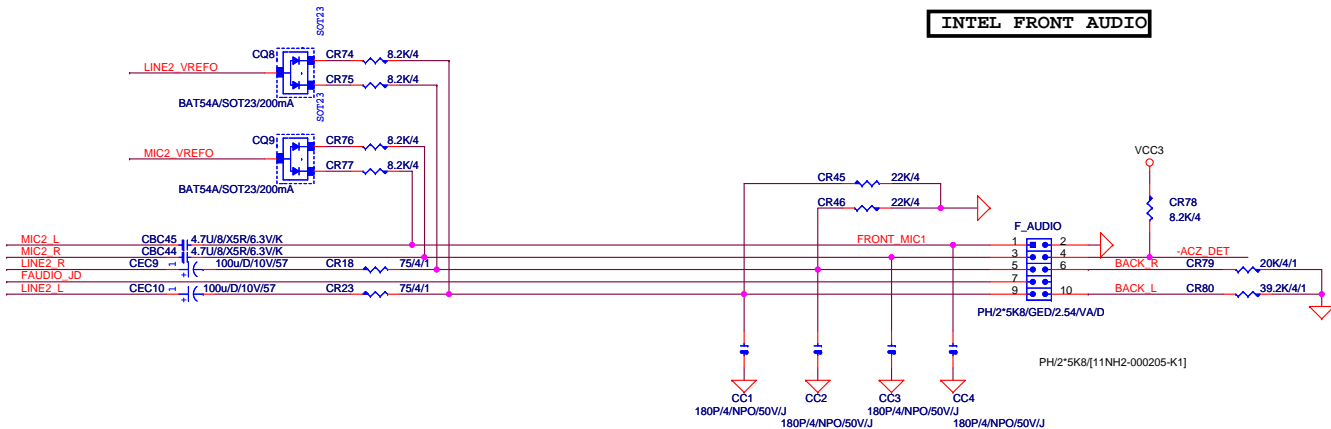 INTEL FRONT AUDIO
SOT23
CQ8
CR74 8.2K/4
LINE2_VREFO
CR75 8.2K/4
BAT54A/SOT23/200mA
SOT23
CQ9
CR76 8.2K/4
MIC2_VREFO
CR77 8.2K/4
BAT54A/SOT23/200mA
VCC3
CR45 22K/4
CR46 22K/4
CR78
8.2K/4
F_AUDIO
MIC2_L CBC45 4.7U/8/X5R/6.3V/K FRONT_MIC1 1 2
MIC2_R CBC44 4.7U/8/X5R/6.3V/K 3 4 -ACZ_DET
LINE2_R CEC9 1 + 100u/D/10V/57 CR18 75/4/1 5 6 BACK_R CR79 20K/4/1
FAUDIO_JD 7
LINE2_L CEC10 1 + 100u/D/10V/57 CR23 75/4/1 9 10 BACK_L CR80 39.2K/4/1
PH/2*5K8/GED/2.54/VA/D
PH/2*5K8/[11NH2-000205-K1]
CC1 CC2 CC3 CC4
180P/4/NPO/50V/J 180P/4/NPO/50V/J
180P/4/NPO/50V/J 180P/4/NPO/50V/J